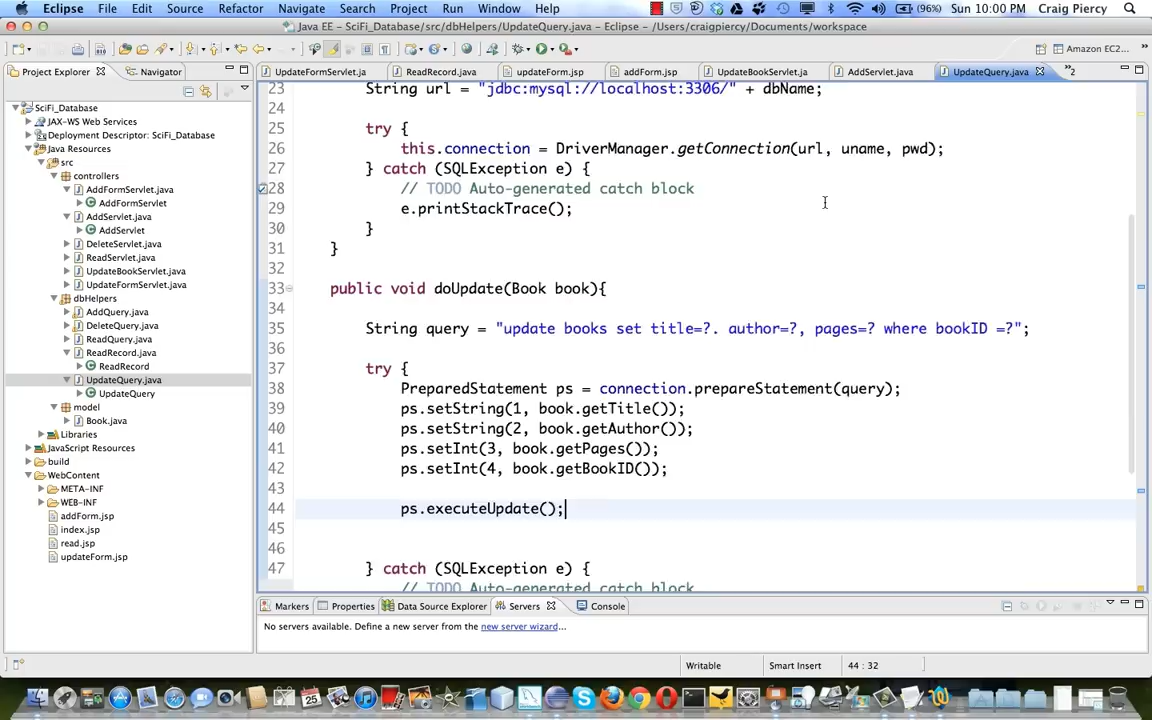 Eclipse File Edit Source Refactor Navigate Search Project Run Window Help (96%) Sun 10:00 PM Craig Piercy
Java EE – SciFi_Database/src/dbHelpers/UpdateQuery.java – Eclipse – /Users/craigpiercy/Documents/workspace
Amazon EC2...
Project Explorer Navigator
UpdateFormServlet.ja ReadRecord.java updateForm.jsp addForm.jsp UpdateBookServlet.ja AddServlet.java UpdateQuery.java »2
SciFi_Database
JAX-WS Web Services
Deployment Descriptor: SciFi_Database
Java Resources
src
controllers
AddFormServlet.java
AddFormServlet
AddServlet.java
AddServlet
DeleteServlet.java
ReadServlet.java
UpdateBookServlet.java
UpdateFormServlet.java
dbHelpers
AddQuery.java
DeleteQuery.java
ReadQuery.java
ReadRecord.java
ReadRecord
UpdateQuery.java
UpdateQuery
model
Book.java
Libraries
JavaScript Resources
build
WebContent
META-INF
WEB-INF
addForm.jsp
index.jsp
read.jsp
updateForm.jsp
23 String url = "jdbc:mysql://localhost:3306/" + dbName;
24
25 try {
26 this.connection = DriverManager.getConnection(url, uname, pwd);
27 } catch (SQLException e) {
28 // TODO Auto-generated catch block
29 e.printStackTrace();
30 }
31 }
32
33 public void doUpdate(Book book){
34
35 String query = "update books set title=?. author=?, pages=? where bookID =?";
36
37 try {
38 PreparedStatement ps = connection.prepareStatement(query);
39 ps.setString(1, book.getTitle());
40 ps.setString(2, book.getAuthor());
41 ps.setInt(3, book.getPages());
42 ps.setInt(4, book.getBookID());
43
44 ps.executeUpdate();
45
46
47 } catch (SQLException e) {
// TODO Auto-generated catch block
Markers Properties Data Source Explorer Servers Console
No servers available. Define a new server from the new server wizard...
Writable Smart Insert 44 : 32